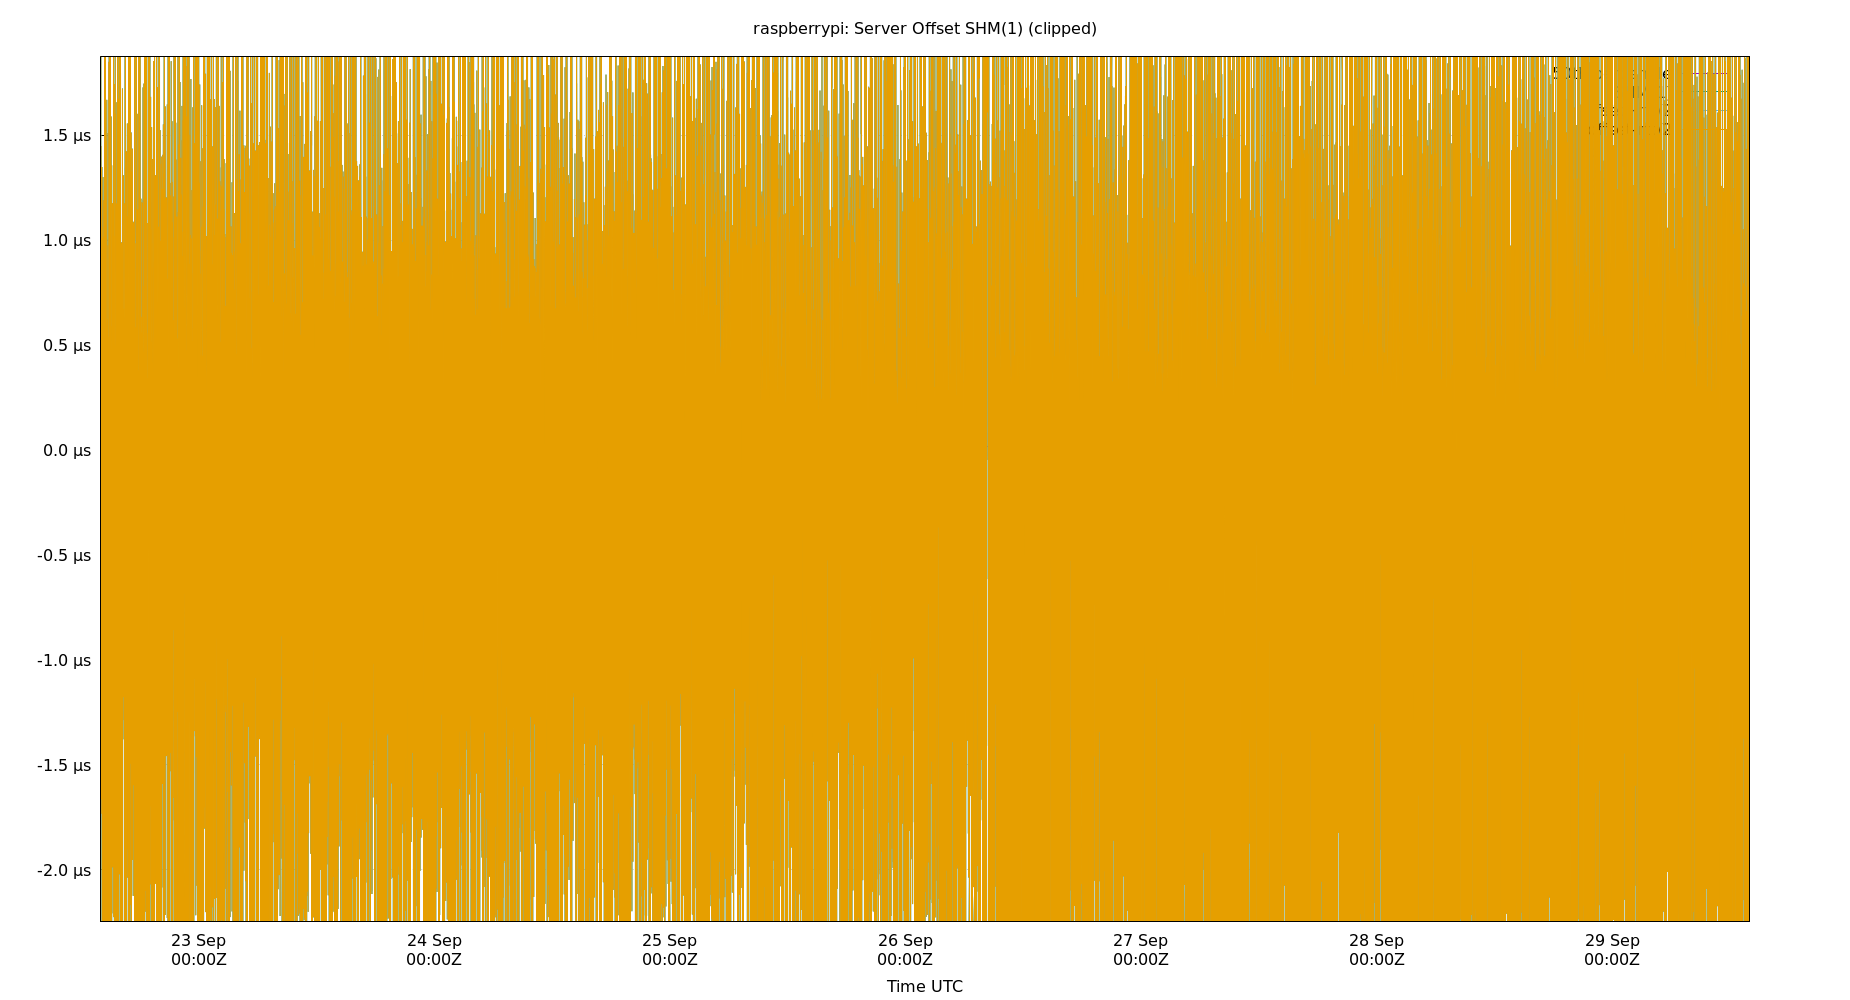 raspberrypi: Server Offset SHM(1) (clipped)
1.5 µs
1.0 µs
0.5 µs
0.0 µs
-0.5 µs
-1.0 µs
-1.5 µs
-2.0 µs
23 Sep 24 Sep 25 Sep 26 Sep 27 Sep 28 Sep 29 Sep
00:00Z 00:00Z 00:00Z 00:00Z 00:00Z 00:00Z 00:00Z
Time UTC